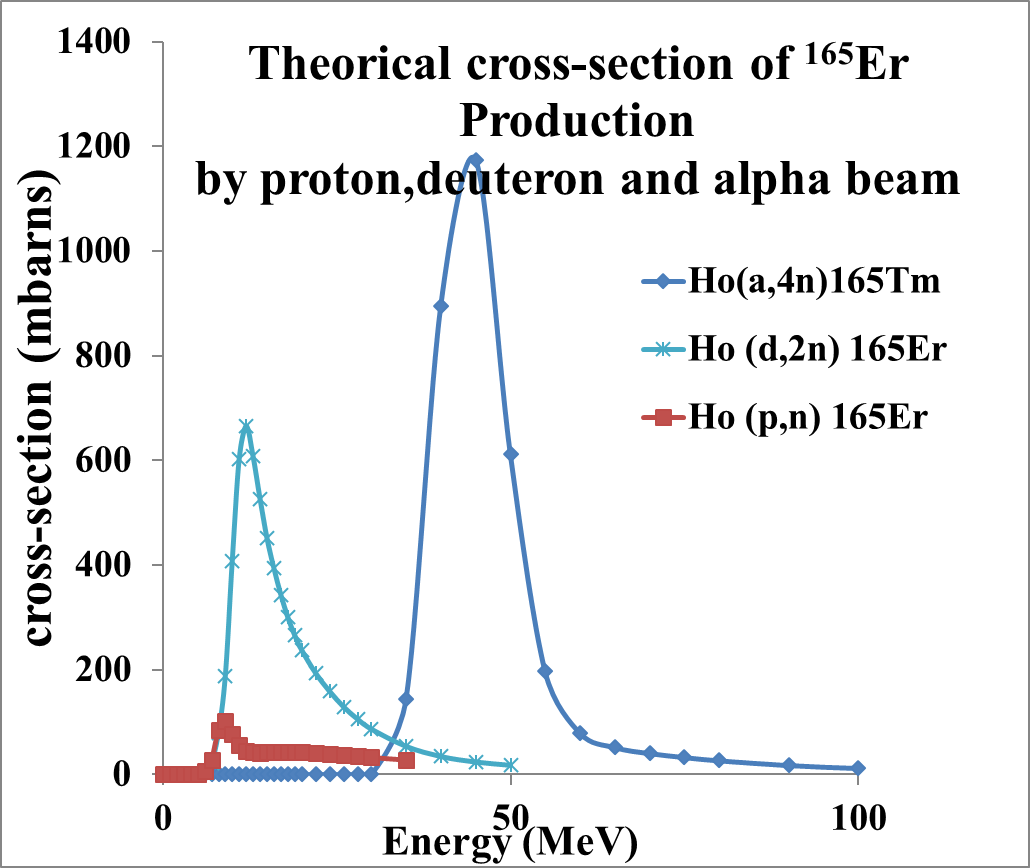 Theorical cross-section of ¹⁶⁵Er
Production
by proton,deuteron and alpha beam
cross-section (mbarns)
1400
1200
1000
800
600
400
200
0
Ho(a,4n)165Tm
Ho (d,2n) 165Er
Ho (p,n) 165Er
0
50
100
Energy (MeV)